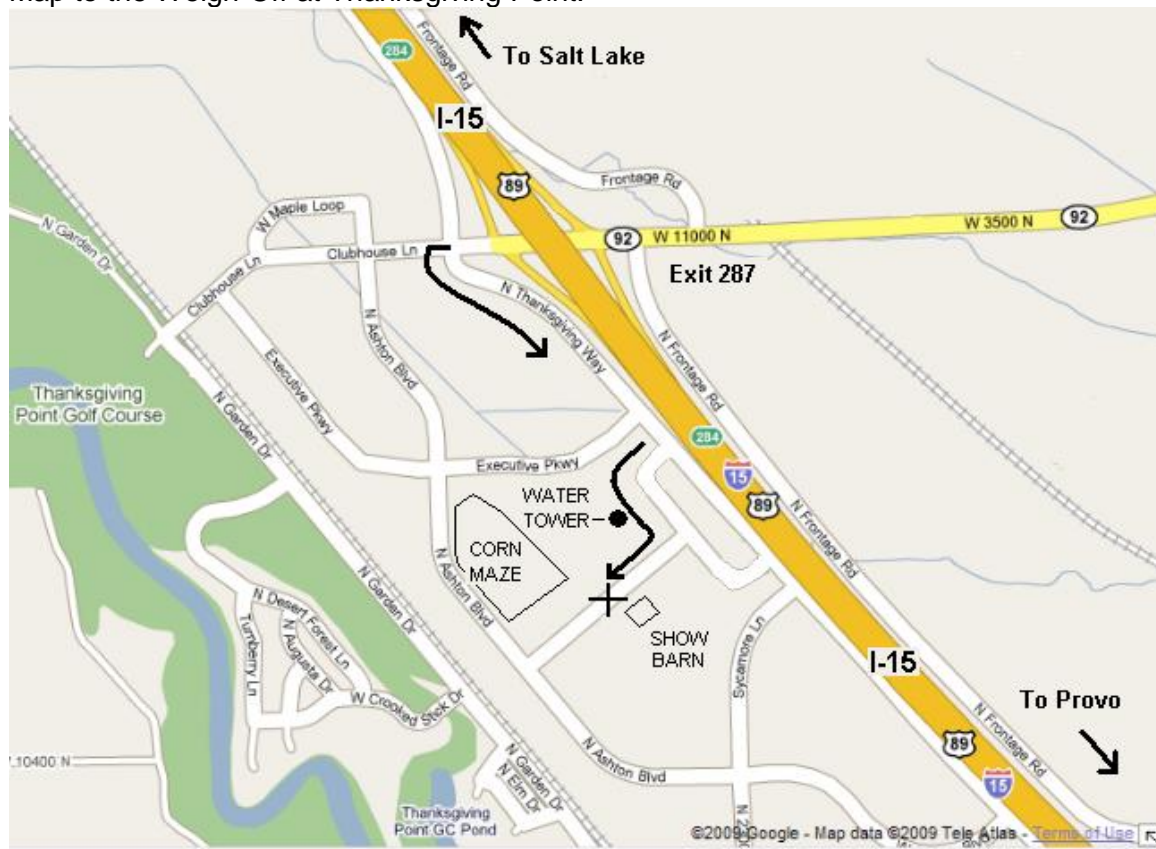 Map to the Weigh-Off at Thanksgiving Point:
To Salt Lake
Frontage Rd
284
I-15
89
Frontage Rd
W Maple Loop
N Garden Dr
Clubhouse Ln
Clubhouse Ln
92
W 11000 N
W 3500 N
92
Exit 287
N Thanksgiving Way
N Ashton Blvd
N Frontage Rd
Executive Pkwy
Thanksgiving
Point Golf Course
N Garden Dr
284
Executive Pkwy
15
89
N Frontage Rd
WATER
TOWER
CORN
MAZE
N Ashton Blvd
N Garden Dr
N Desert Forest Ln
N Augusta Dr
Turnberry Ln
W Crooked Stick Dr
SHOW
BARN
Sycamore Ln
I-15
To Provo
N Frontage Rd
89
15
10400 N
N Ashton Blvd
N Garden Dr
N Elm Dr
Thanksgiving
Point GC Pond
©2009 Google - Map data ©2009 Tele Atlas - Terms of Use